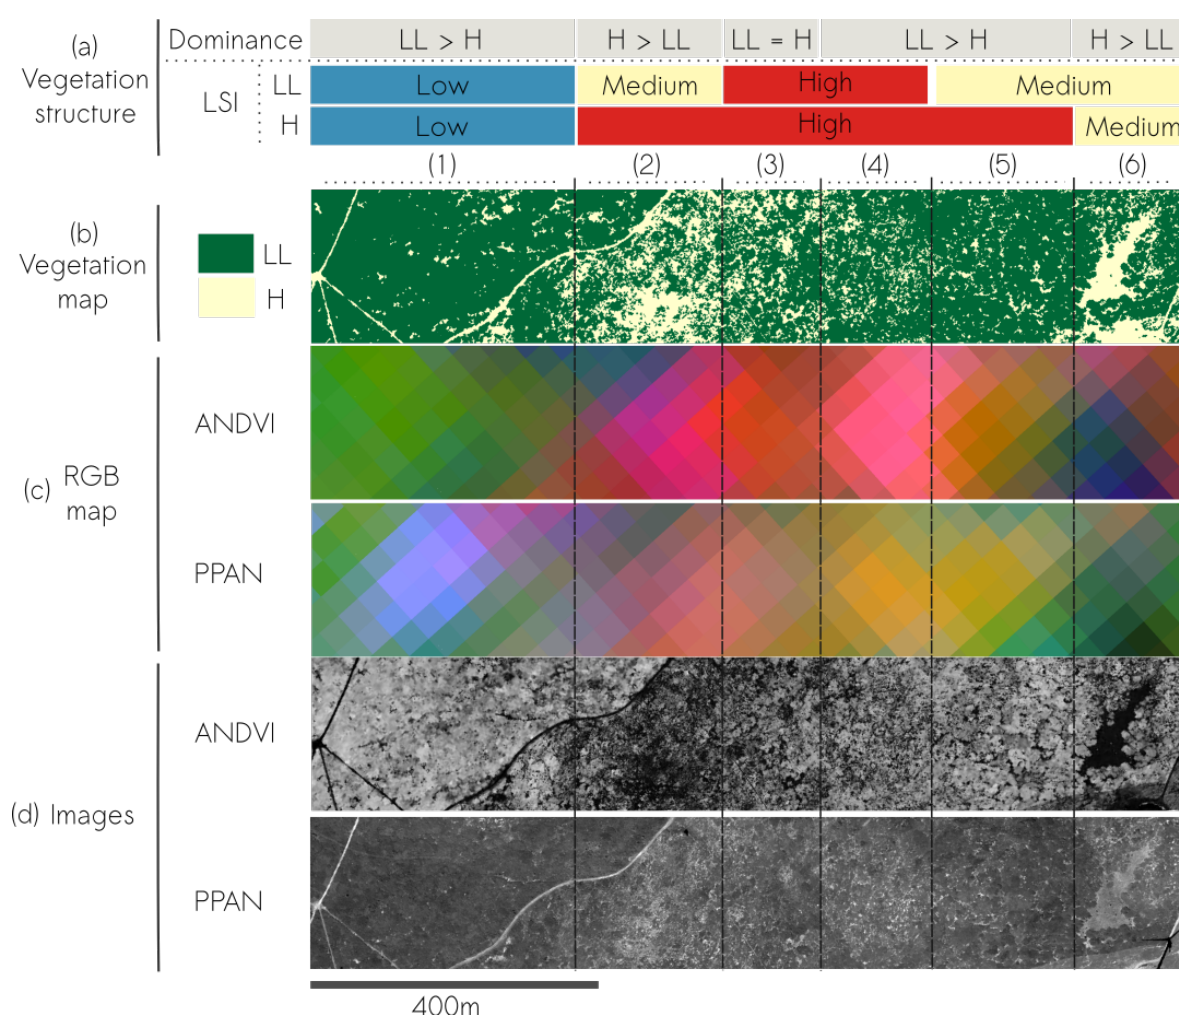 (a)
Vegetation
structure
Dominance
LL > H
H > LL
LL = H
LL > H
H > LL
LSI
LL
Low
Medium
High
Medium
H
Low
High
Medium
(1)
(2)
(3)
(4)
(5)
(6)
(b)
Vegetation
map
LL
H
(c)
RGB
map
ANDVI
PPAN
(d) Images
ANDVI
PPAN
400m